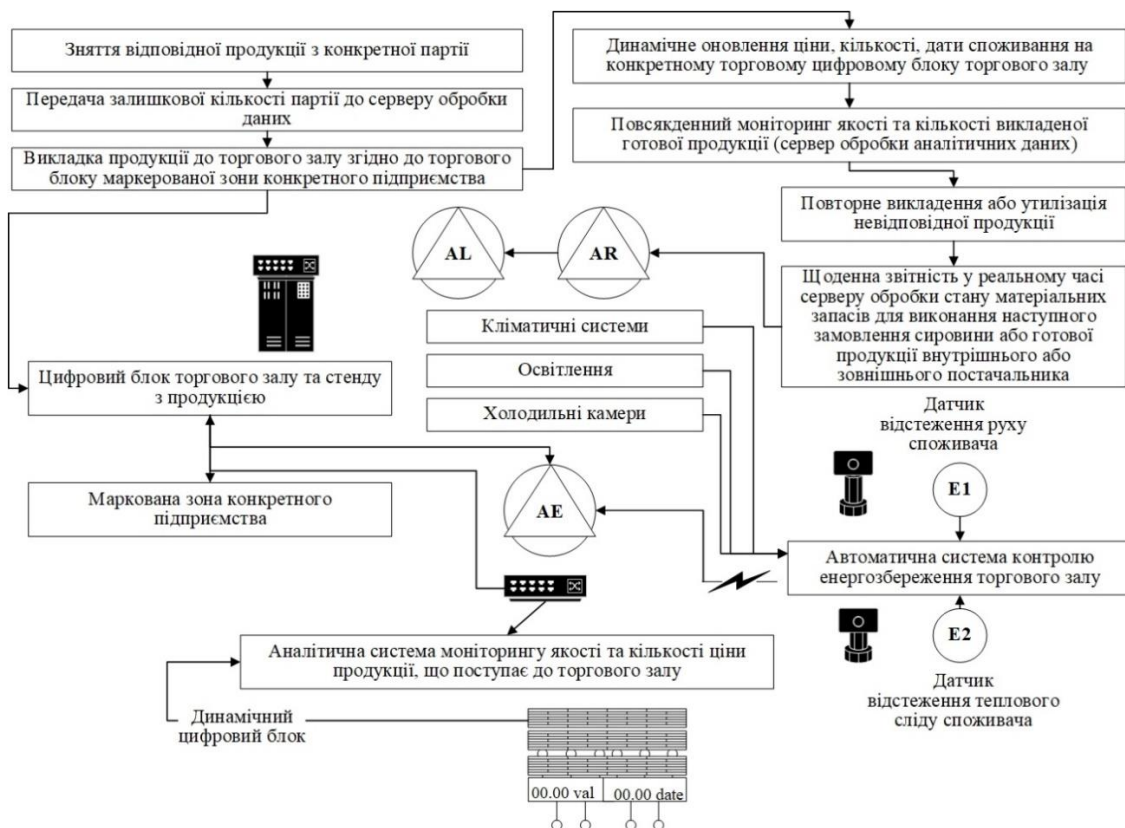 Зняття відповідної продукції з конкретної партії
Передача залишкової кількості партії до серверу обробки
даних
Викладка продукції до торгового залу згідно до торгового
блоку маркерованої зони конкретного підприємства
Динамічне оновлення ціни, кількості, дати споживання на
конкретному торговому цифровому блоку торгового залу
Повсякденний моніторинг якості та кількості викладеної
готової продукції (сервер обробки аналітичних даних)
Повторне викладення або утилізація
невідповідної продукції
Щоденна звітність у реальному часі
серверу обробки стану матеріальних
запасів для виконання наступного
замовлення сировини або готової
продукції внутрішнього або
зовнішнього постачальника
AL
AR
Кліматичні системи
Освітлення
Холодильні камери
Цифровий блок торгового залу та стенду
з продукцією
Маркована зона конкретного
підприємства
AE
Датчик
відстеження руху
споживача
E1
Автоматична система контролю
енергозбереження торгового залу
E2
Датчик
відстеження теплового
сліду споживача
Аналітична система моніторингу якості та кількості ціни
продукції, що поступає до торгового залу
Динамічний
цифровий блок
00.00 val
00.00 date